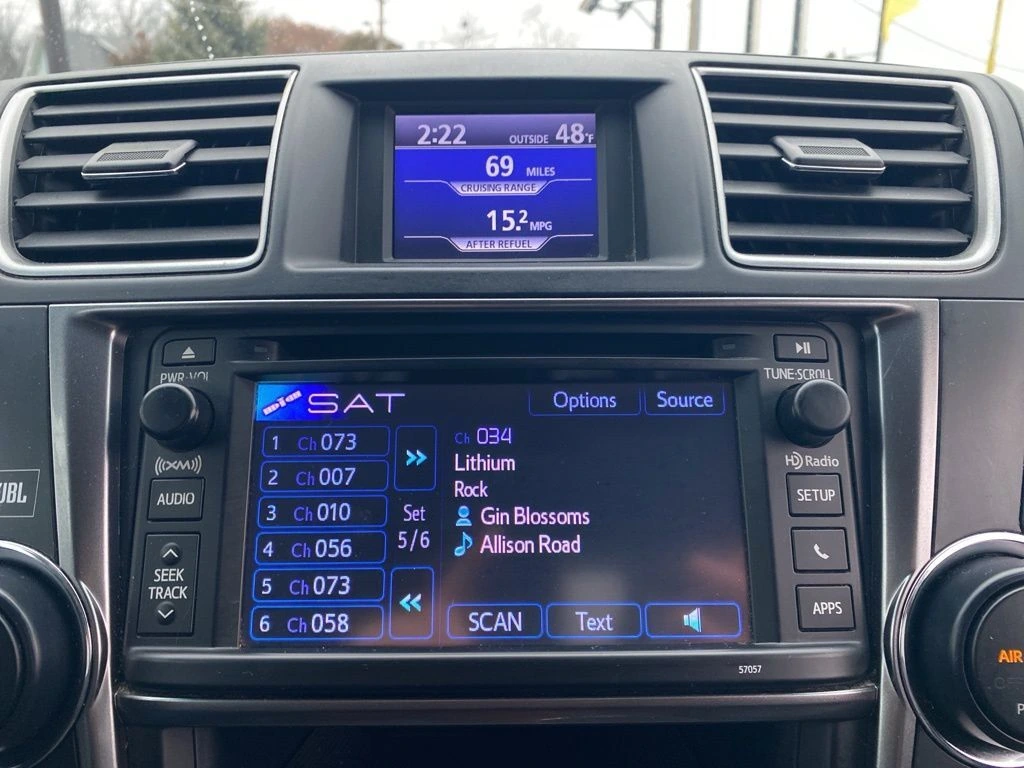 2:22 OUTSIDE 48°F
69 MILES
CRUISING RANGE
15.2 MPG
AFTER REFUEL
PWR·VOL
TUNE·SCROLL
SAT
Options
Source
1 Ch 073
2 Ch 007
3 Ch 010
4 Ch 056
5 Ch 073
6 Ch 058
Set
5/6
Ch 034
Lithium
Rock
Gin Blossoms
Allison Road
SCAN
Text
((XM))
AUDIO
SEEK
TRACK
HD Radio
SETUP
APPS
57057
JBL
AIR